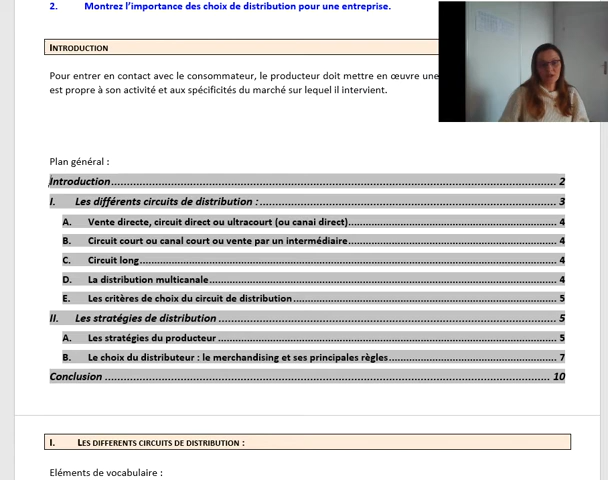 2. Montrez l’importance des choix de distribution pour une entreprise.
INTRODUCTION
Pour entrer en contact avec le consommateur, le producteur doit mettre en œuvre une
est propre à son activité et aux spécificités du marché sur lequel il intervient.
Plan général :
Introduction.......... 2
I. Les différents circuits de distribution :.......... 3
A. Vente directe, circuit direct ou ultracourt (ou canal direct).......... 4
B. Circuit court ou canal court ou vente par un intermédiaire.......... 4
C. Circuit long.......... 4
D. La distribution multicanale.......... 4
E. Les critères de choix du circuit de distribution.......... 5
II. Les stratégies de distribution.......... 5
A. Les stratégies du producteur.......... 5
B. Le choix du distributeur : le merchandising et ses principales règles.......... 7
Conclusion.......... 10
I. LES DIFFERENTS CIRCUITS DE DISTRIBUTION :
Eléments de vocabulaire :